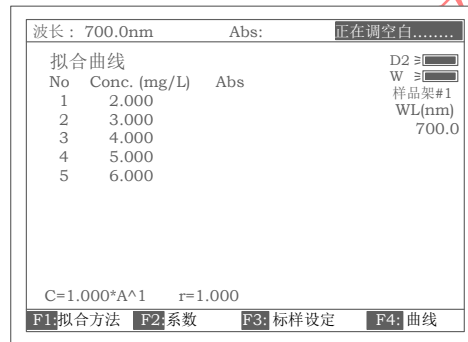 波长：700.0nm Abs: 正在调空白........
拟合曲线 D2
No Conc. (mg/L) Abs W
1 2.000 样品架#1
2 3.000 WL(nm)
3 4.000 700.0
4 5.000
5 6.000
C=1.000*A^1 r=1.000
F1:拟合方法 F2:系数 F3: 标样设定 F4: 曲线